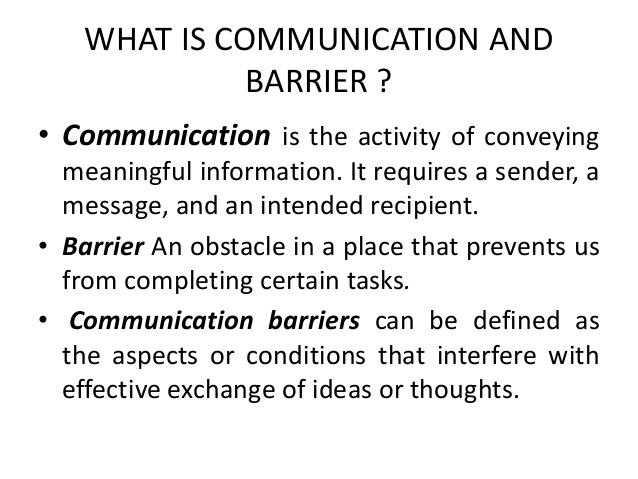 WHAT IS COMMUNICATION AND
BARRIER ?
• Communication is the activity of conveying
meaningful information. It requires a sender, a
message, and an intended recipient.
• Barrier An obstacle in a place that prevents us
from completing certain tasks.
• Communication barriers can be defined as
the aspects or conditions that interfere with
effective exchange of ideas or thoughts.